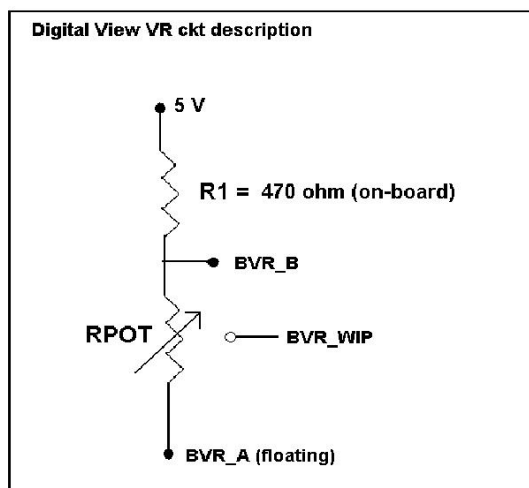 Digital View VR ckt description
5 V
R1 = 470 ohm (on-board)
BVR_B
RPOT
BVR_WIP
BVR_A (floating)